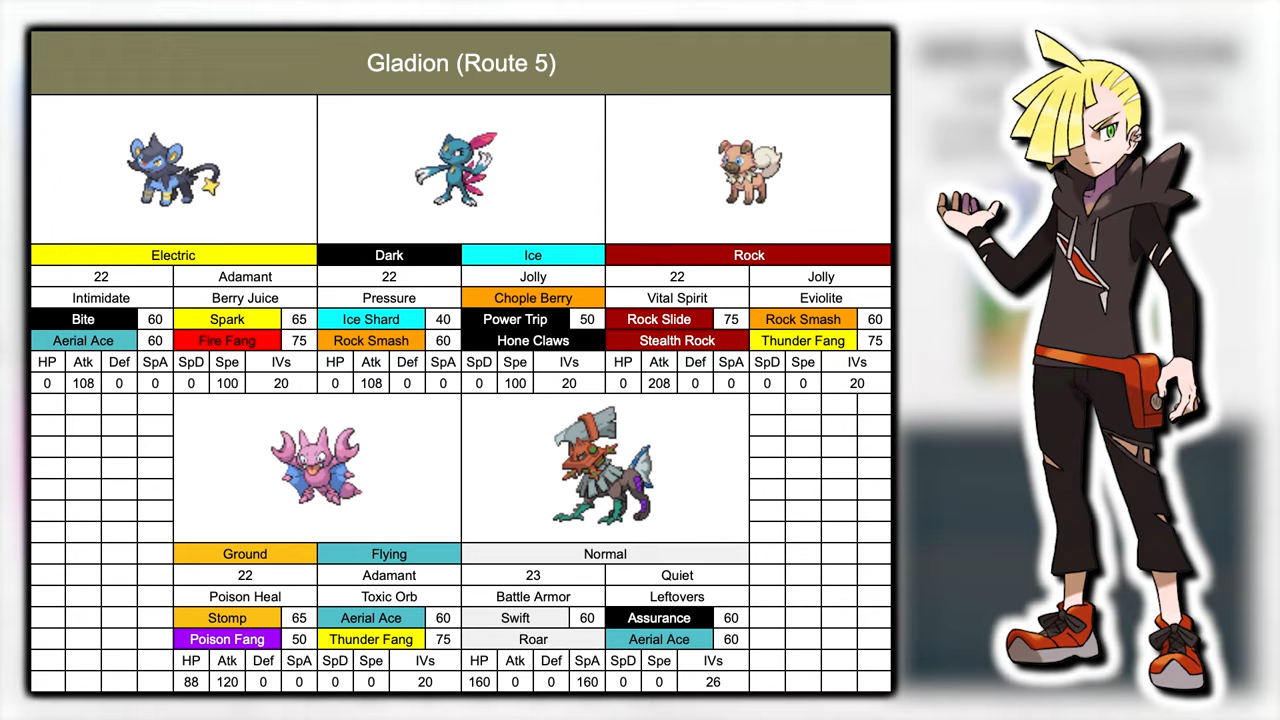 Gladion (Route 5)
Electric Dark Ice Rock
22 Adamant 22 Jolly 22 Jolly
Intimidate Berry Juice Pressure Chople Berry Vital Spirit Eviolite
Bite 60 Spark 65 Ice Shard 40 Power Trip 50 Rock Slide 75 Rock Smash 60
Aerial Ace 60 Fire Fang 75 Rock Smash 60 Hone Claws Stealth Rock Thunder Fang 75
HP Atk Def SpA SpD Spe IVs HP Atk Def SpA SpD Spe IVs HP Atk Def SpA SpD Spe IVs
0 108 0 0 0 100 20 0 108 0 0 0 100 20 0 208 0 0 0 0 20
Ground Flying Normal
22 Adamant 23 Quiet
Poison Heal Toxic Orb Battle Armor Leftovers
Stomp 65 Aerial Ace 60 Swift 60 Assurance 60
Poison Fang 50 Thunder Fang 75 Roar Aerial Ace 60
HP Atk Def SpA SpD Spe IVs HP Atk Def SpA SpD Spe IVs
88 120 0 0 0 0 20 160 0 0 160 0 0 26